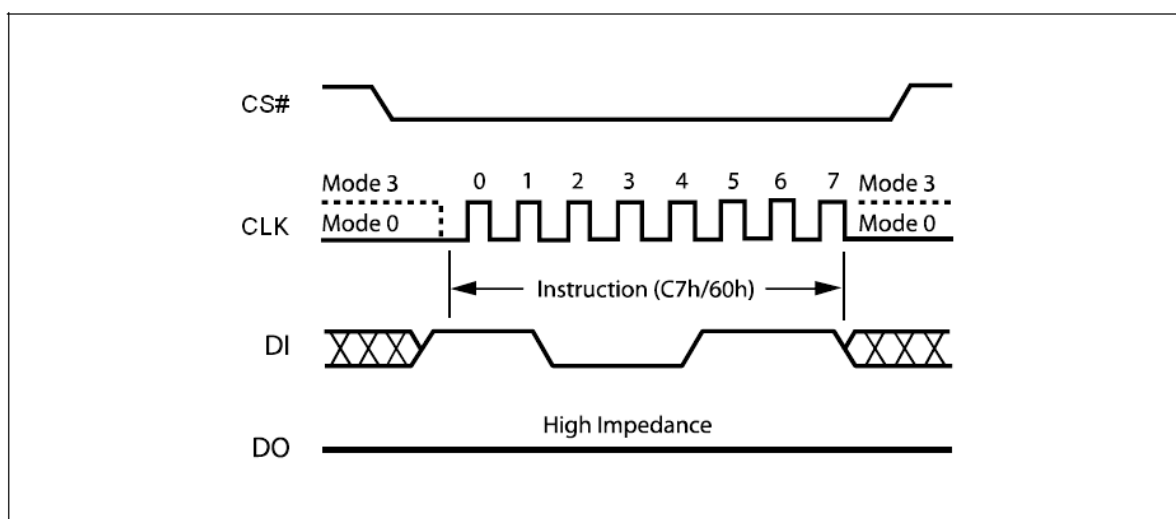 CS#
Mode 3 0 1 2 3 4 5 6 7 Mode 3
CLK Mode 0 Mode 0
Instruction (C7h/60h)
DI
High Impedance
DO